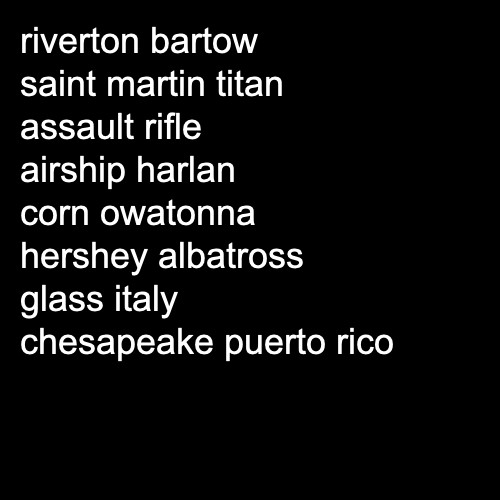 riverton bartow
saint martin titan
assault rifle
airship harlan
corn owatonna
hershey albatross
glass italy
chesapeake puerto rico